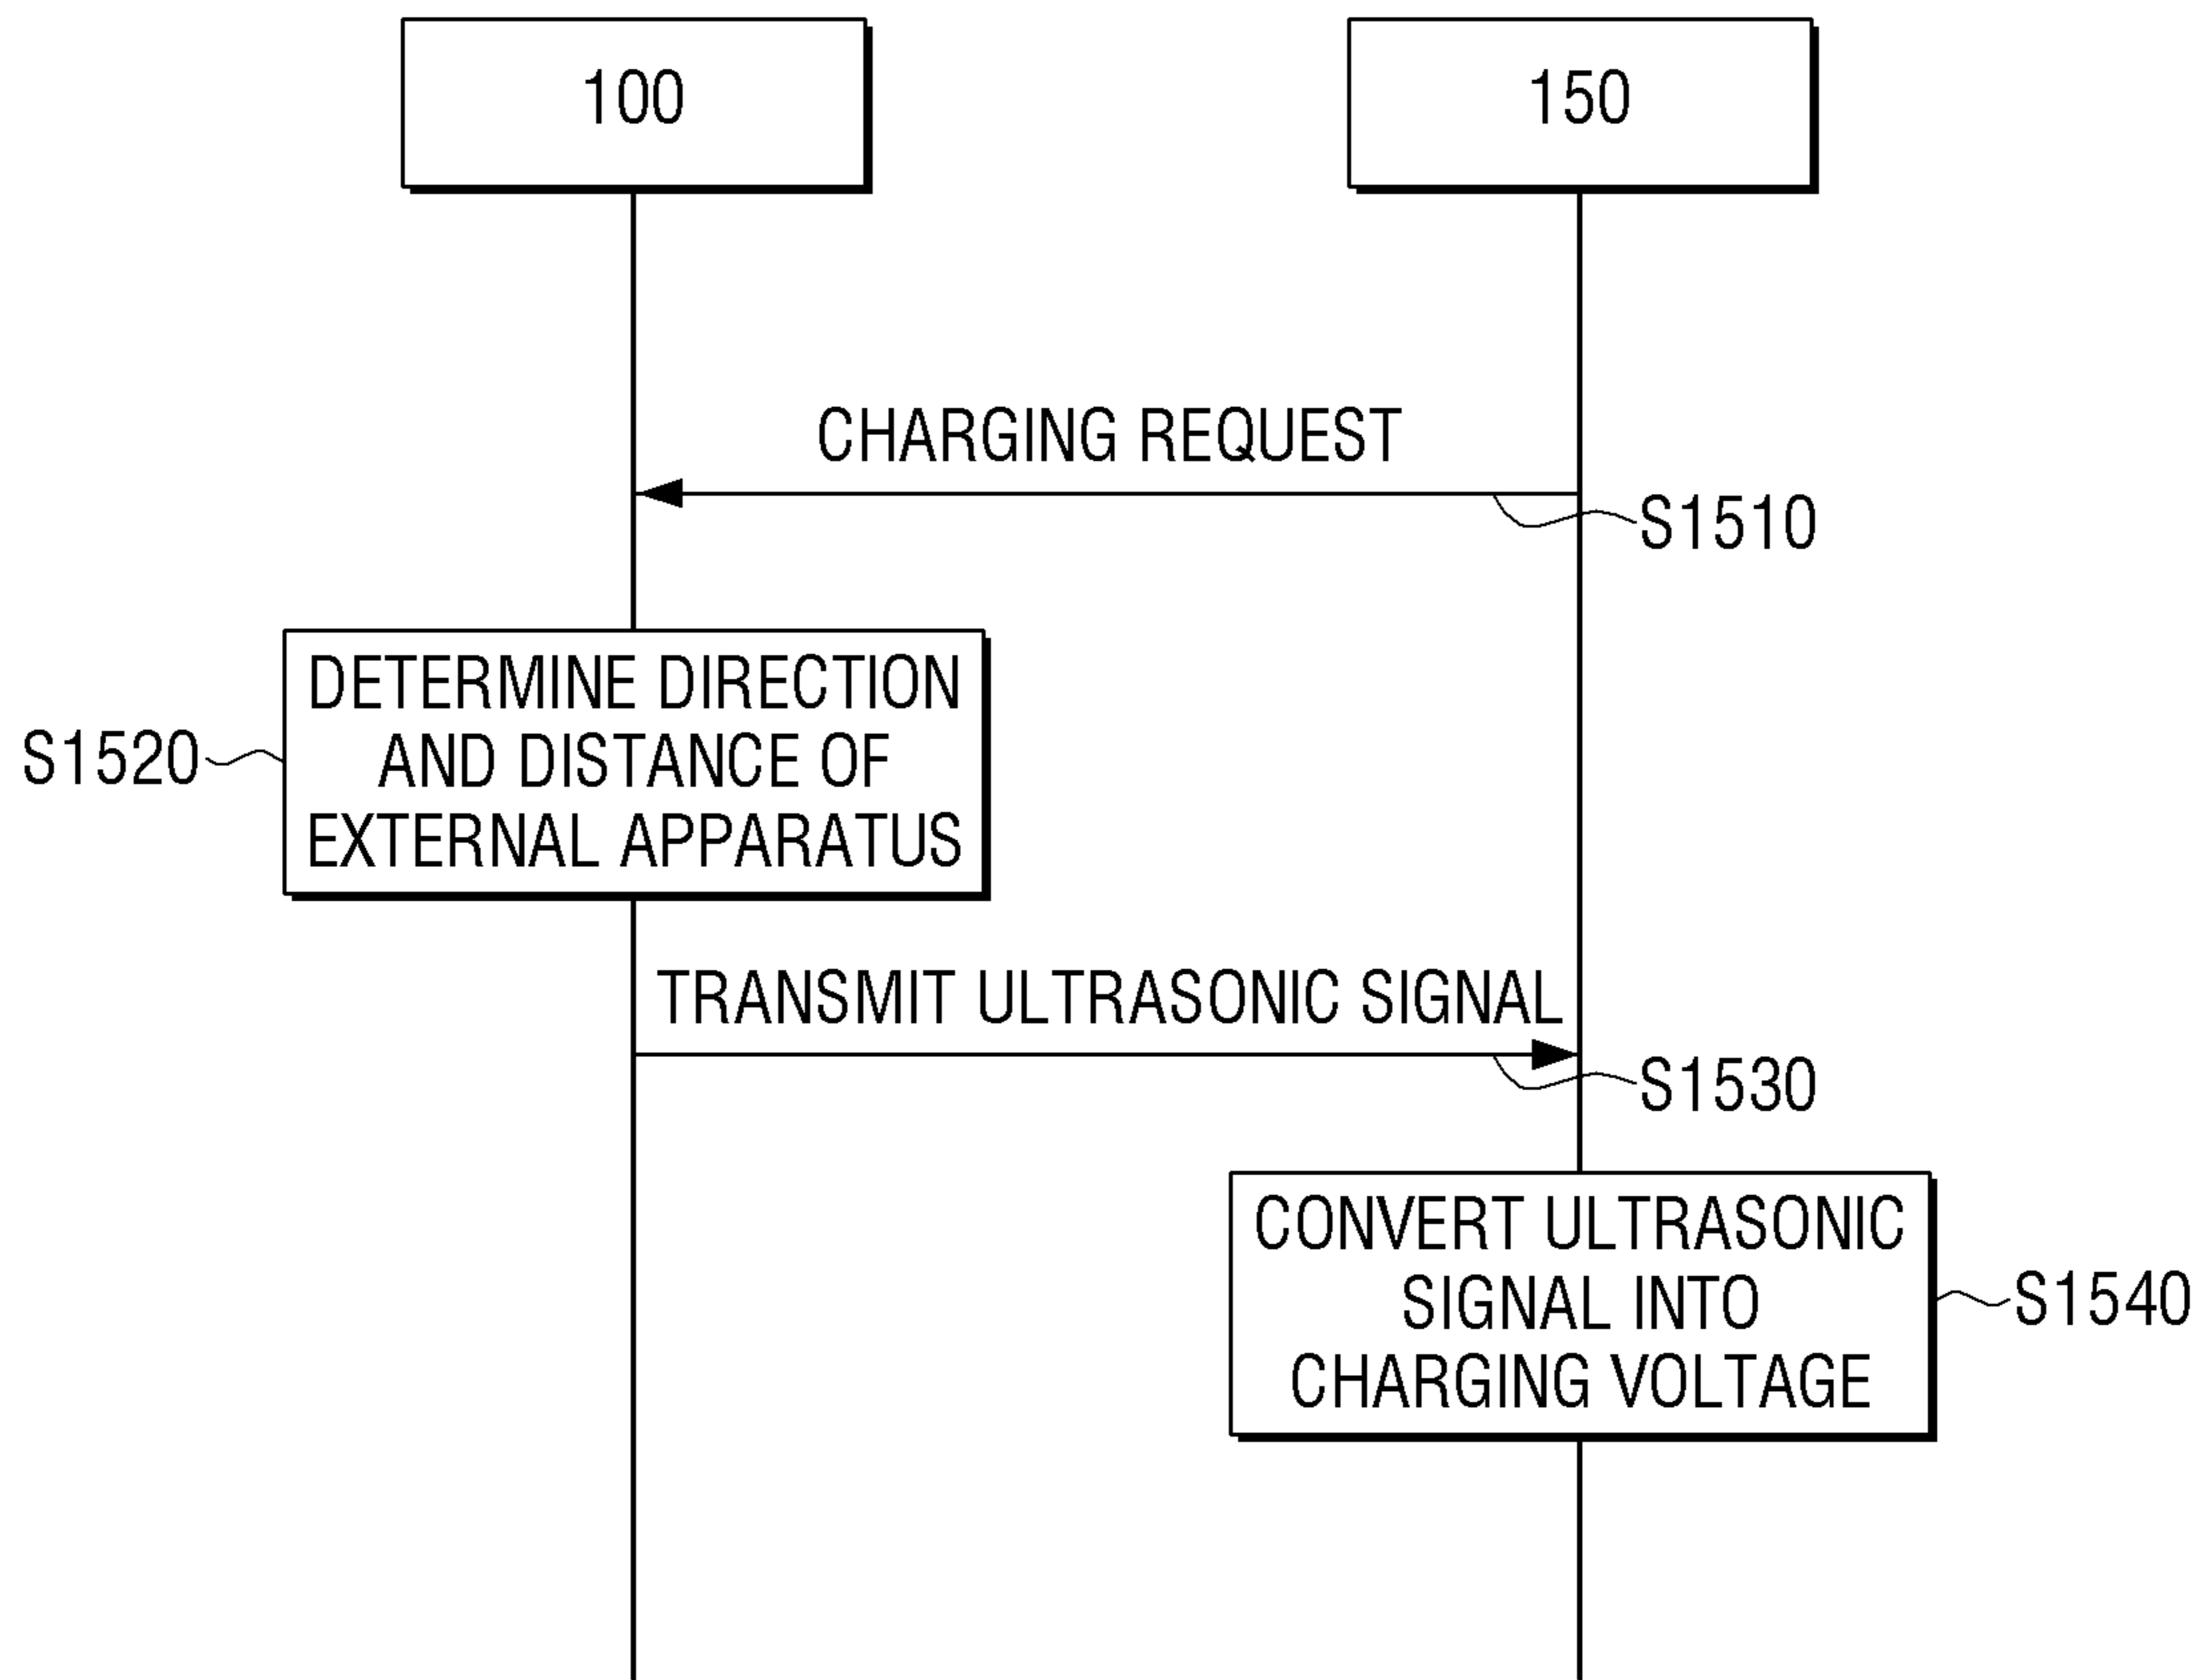 100
150
CHARGING REQUEST
S1510
DETERMINE DIRECTION
AND DISTANCE OF
EXTERNAL APPARATUS
S1520
TRANSMIT ULTRASONIC SIGNAL
S1530
CONVERT ULTRASONIC
SIGNAL INTO
CHARGING VOLTAGE
S1540